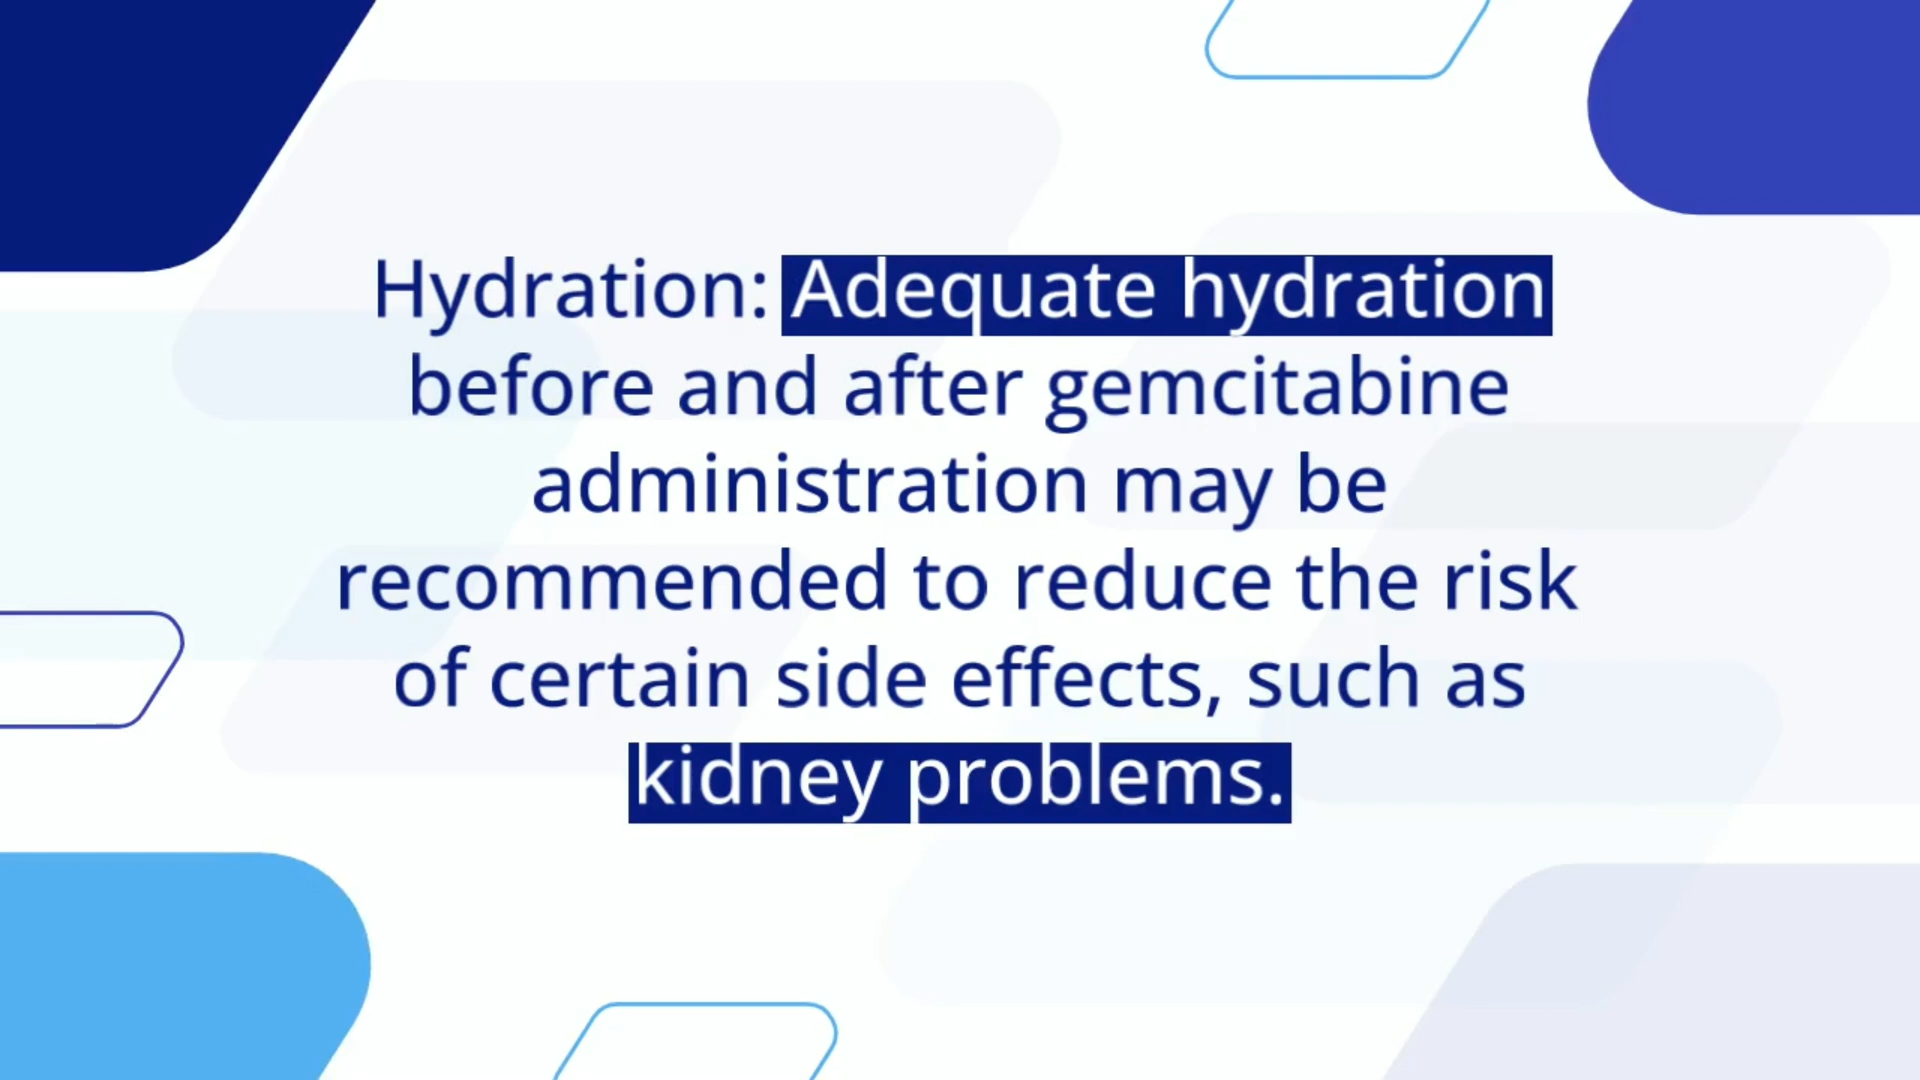 Hydration: Adequate hydration
before and after gemcitabine
administration may be
recommended to reduce the risk
of certain side effects, such as
kidney problems.